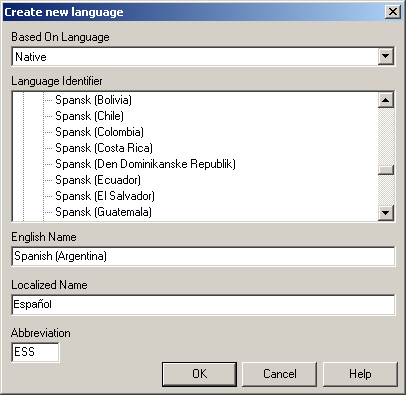 Create new language
Based On Language
Native
Language Identifier
Spansk (Bolivia)
Spansk (Chile)
Spansk (Colombia)
Spansk (Costa Rica)
Spansk (Den Dominikanske Republik)
Spansk (Ecuador)
Spansk (El Salvador)
Spansk (Guatemala)
English Name
Spanish (Argentina)
Localized Name
Español
Abbreviation
ESS
OK Cancel Help